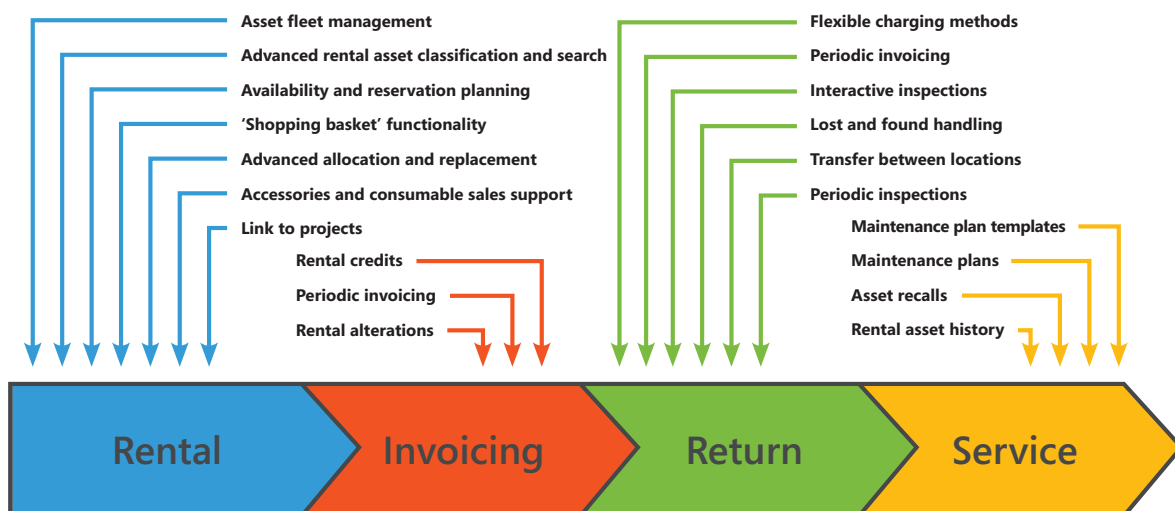 Asset fleet management
Advanced rental asset classification and search
Availability and reservation planning
‘Shopping basket’ functionality
Advanced allocation and replacement
Accessories and consumable sales support
Link to projects
Rental credits
Periodic invoicing
Rental alterations
Flexible charging methods
Periodic invoicing
Interactive inspections
Lost and found handling
Transfer between locations
Periodic inspections
Maintenance plan templates
Maintenance plans
Asset recalls
Rental asset history
Rental
Invoicing
Return
Service